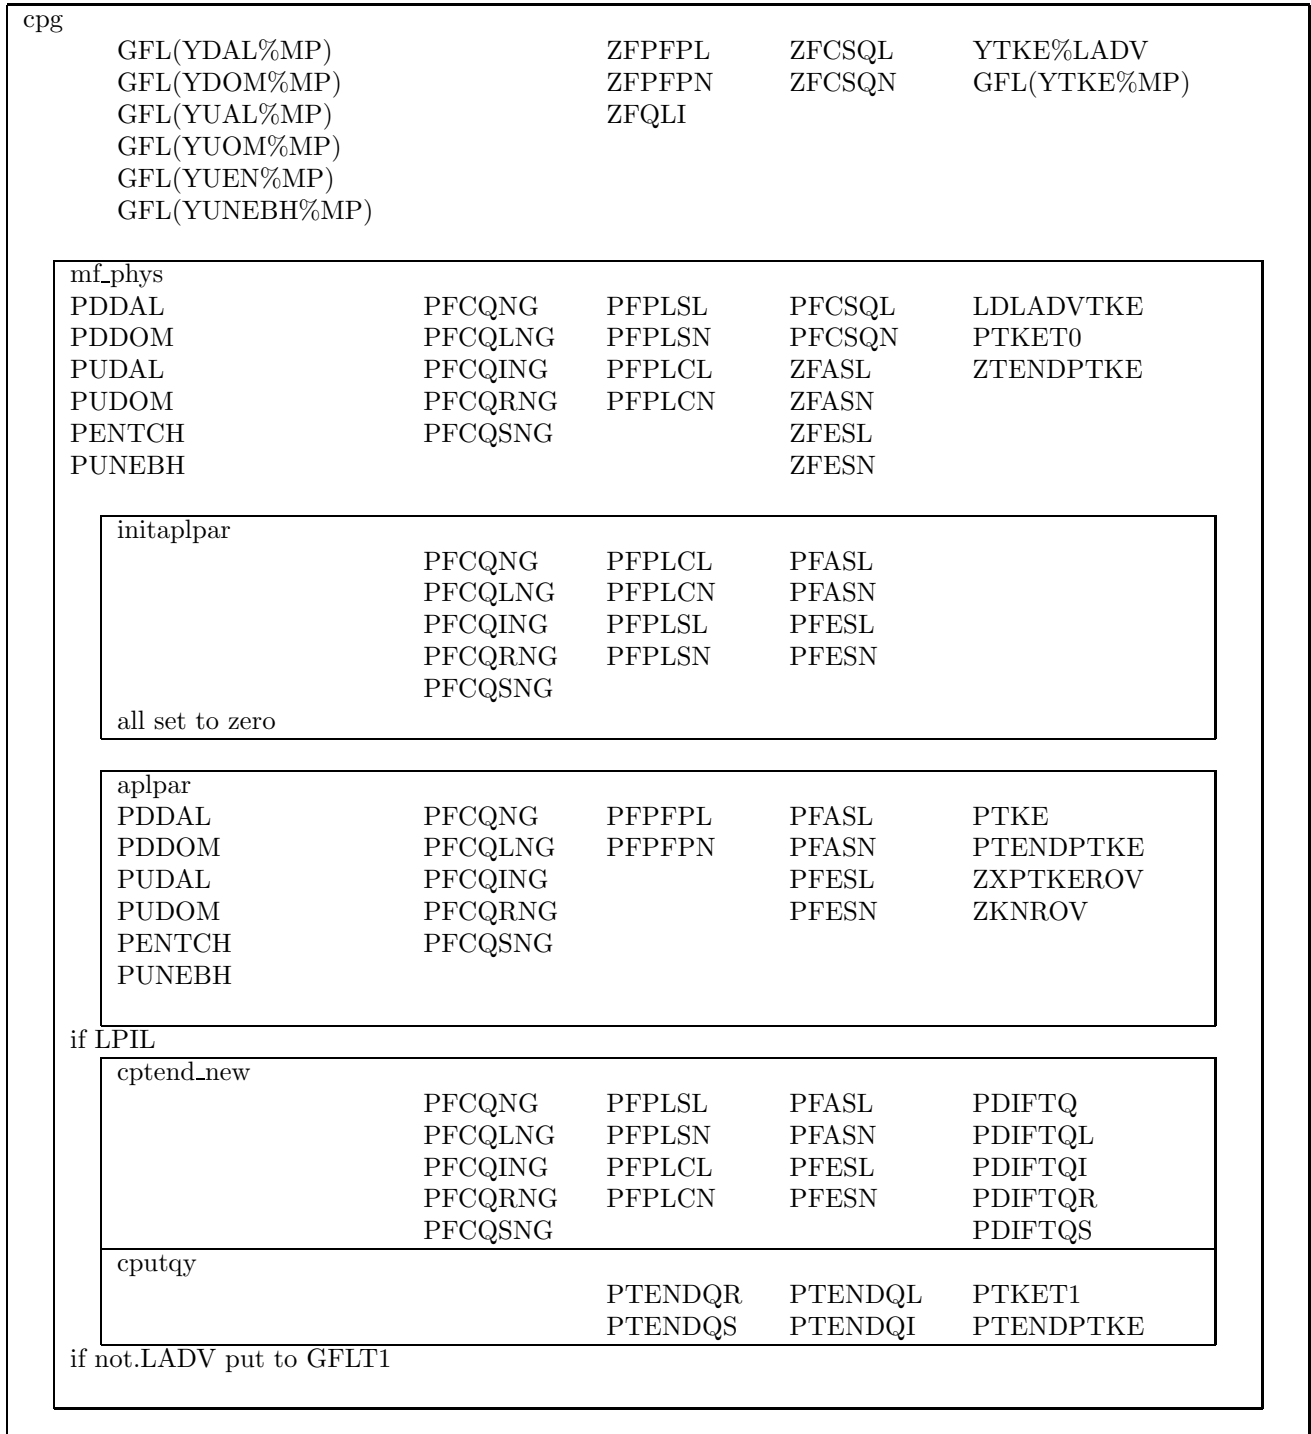 cpg
GFL(YDAL%MP) ZFPFPL ZFCSQL YTKE%LADV
GFL(YDOM%MP) ZFPFPN ZFCSQN GFL(YTKE%MP)
GFL(YUAL%MP) ZFQLI
GFL(YUOM%MP)
GFL(YUEN%MP)
GFL(YUNEBH%MP)
mf_phys
PDDAL PFCQNG PFPLSL PFCSQL LDLADVTKE
PDDOM PFCQLNG PFPLSN PFCSQN PTKET0
PUDAL PFCQING PFPLCL ZFASL ZTENDPTKE
PUDOM PFCQRNG PFPLCN ZFASN
PENTCH PFCQSNG ZFESL
PUNEBH ZFESN
initaplpar
PFCQNG PFPLCL PFASL
PFCQLNG PFPLCN PFASN
PFCQING PFPLSL PFESL
PFCQRNG PFPLSN PFESN
PFCQSNG
all set to zero
aplpar
PDDAL PFCQNG PFPFPL PFASL PTKE
PDDOM PFCQLNG PFPFPN PFASN PTENDPTKE
PUDAL PFCQING PFESL ZXPTKEROV
PUDOM PFCQRNG PFESN ZKNROV
PENTCH PFCQSNG
PUNEBH
if LPIL
cptend_new
PFCQNG PFPLSL PFASL PDIFTQ
PFCQLNG PFPLSN PFASN PDIFTQL
PFCQING PFPLCL PFESL PDIFTQI
PFCQRNG PFPLCN PFESN PDIFTQR
PFCQSNG PDIFTQS
cputqy
PTENDQR PTENDQL PTKET1
PTENDQS PTENDQI PTENDPTKE
if not.LADV put to GFLT1